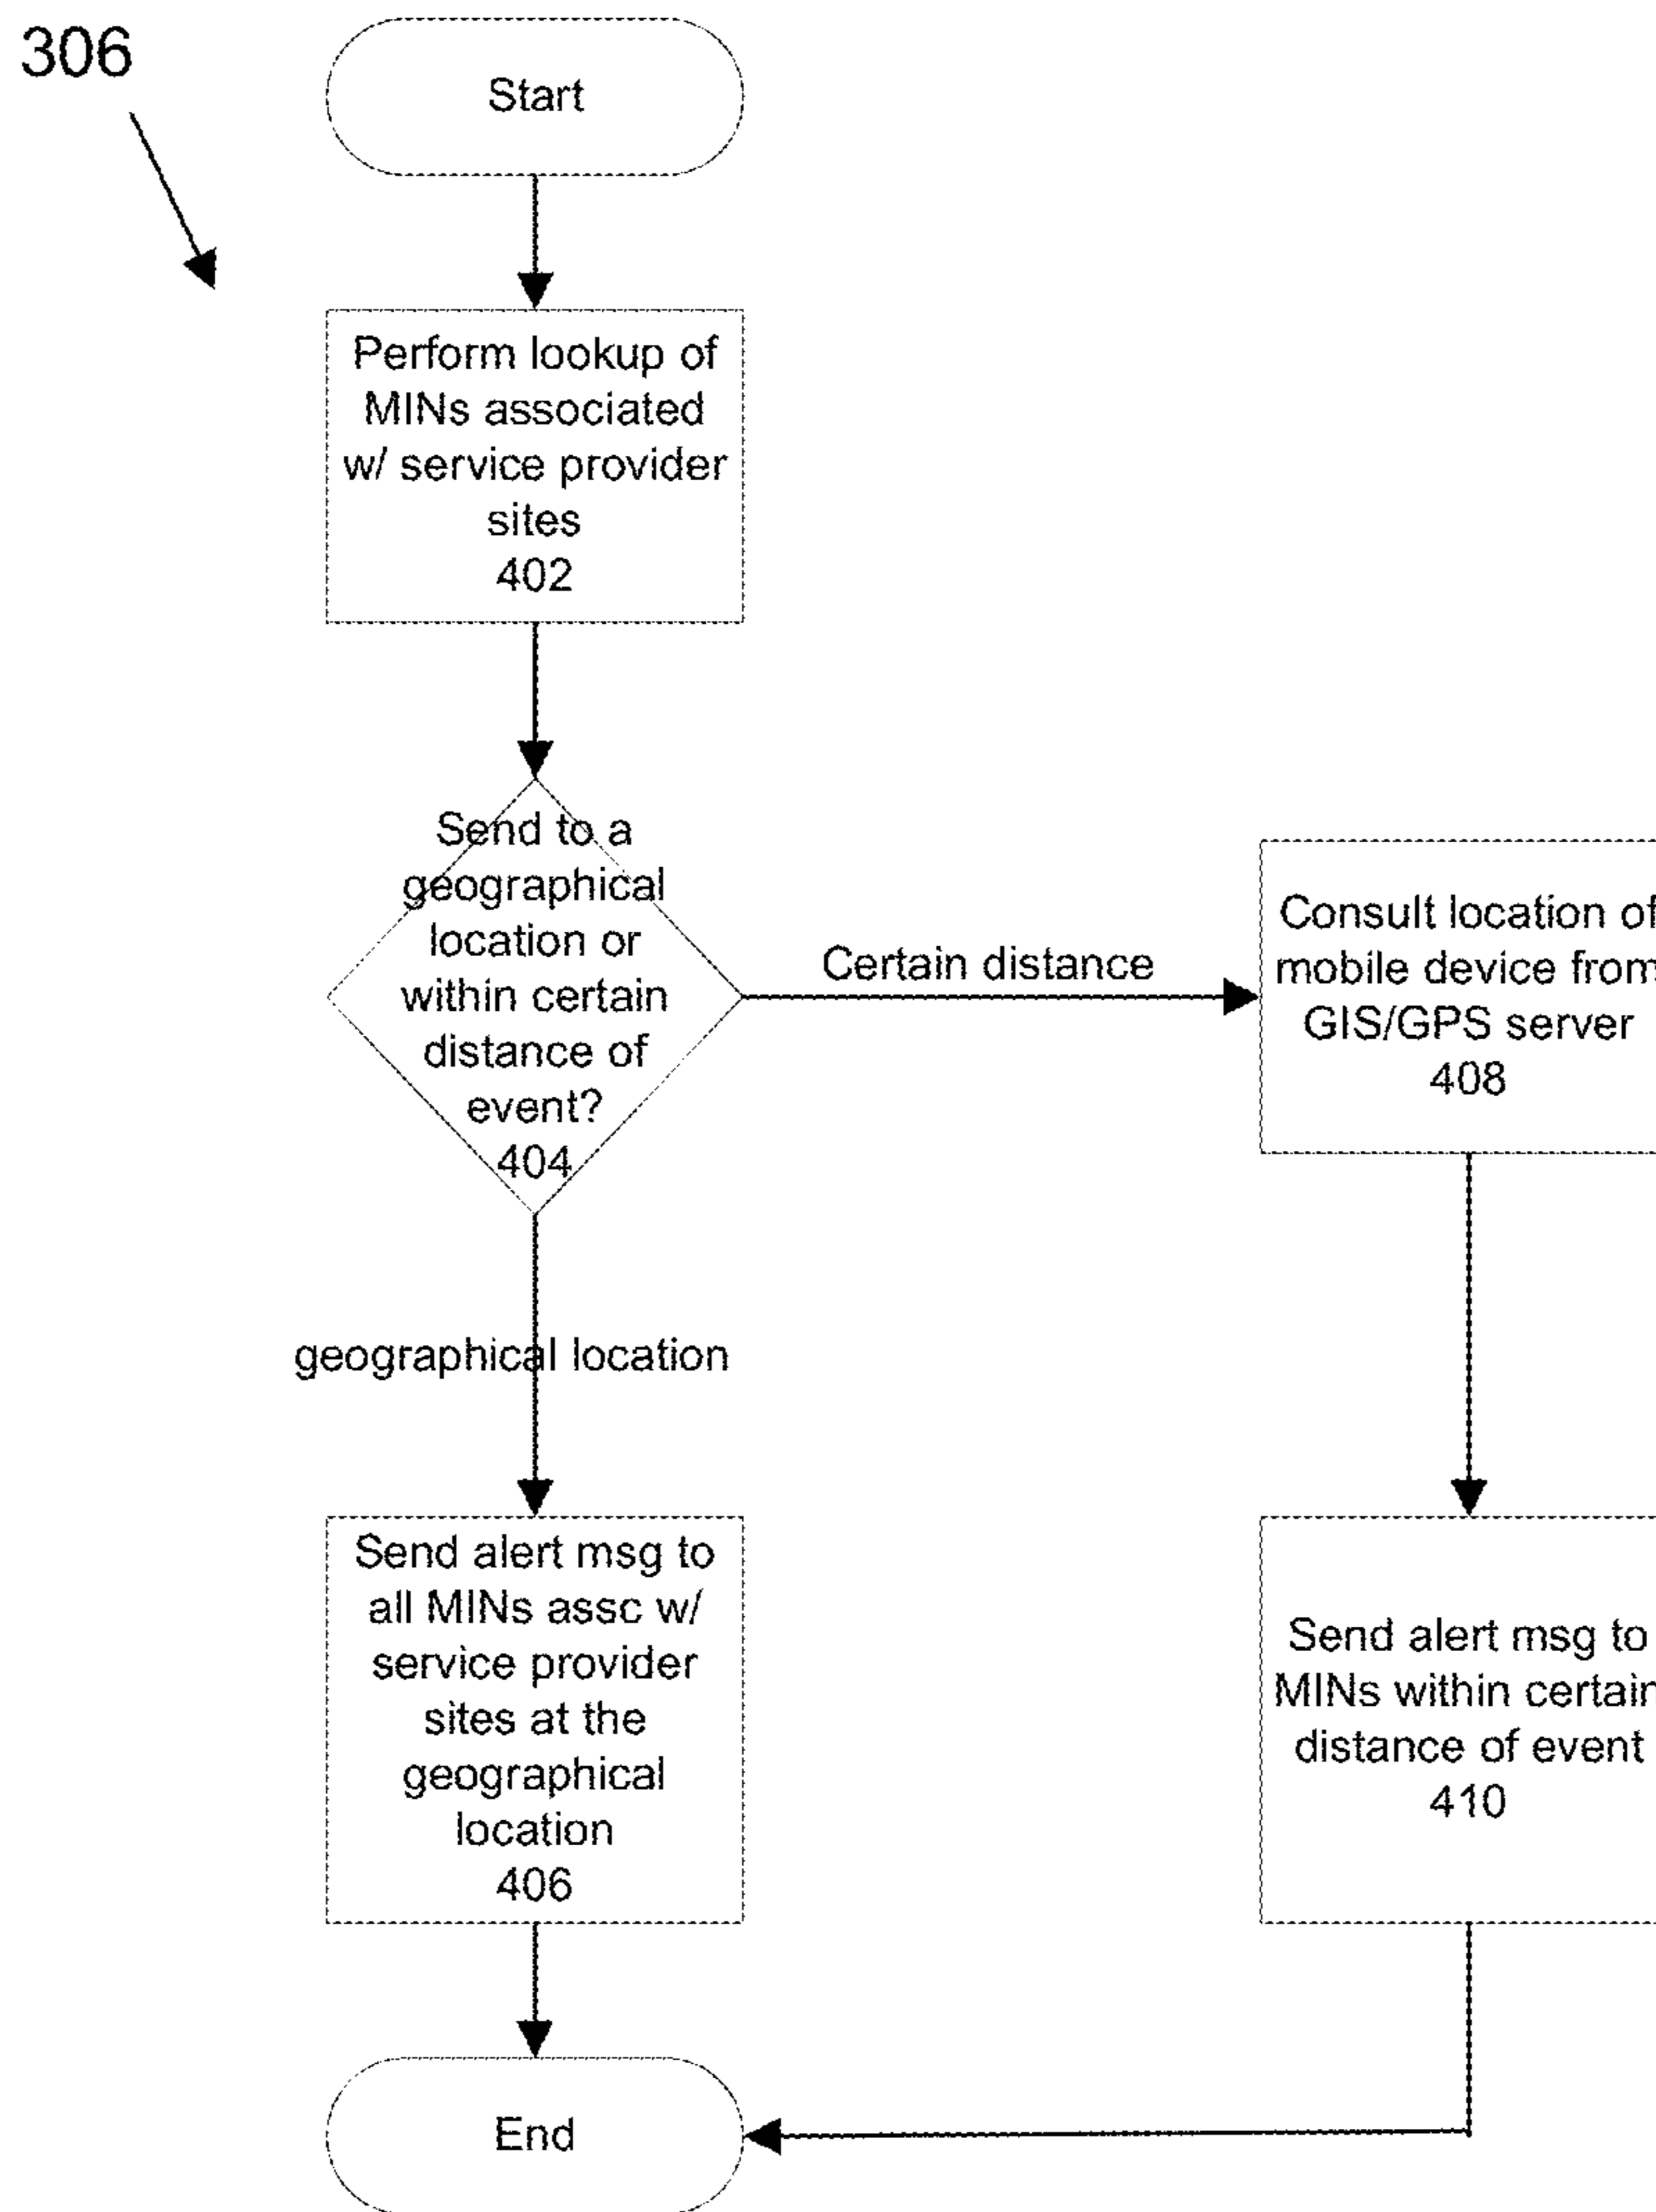 306
Start
Perform lookup of
MINs associated
w/ service provider
sites
402
Send to a
geographical
location or
within certain
distance of
event?
404
Certain distance
Consult location of
mobile device from
GIS/GPS server
408
geographical location
Send alert msg to
all MINs assc w/
service provider
sites at the
geographical
location
406
Send alert msg to
MINs within certain
distance of event
410
End